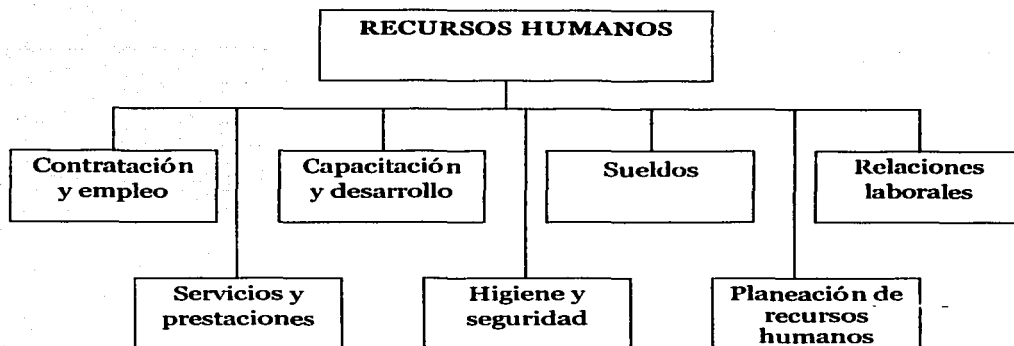 RECURSOS HUMANOS
Contratación
y empleo
Capacitación
y desarrollo
Sueldos
Relaciones
laborales
Servicios y
prestaciones
Higiene y
seguridad
Planeación de
recursos
humanos